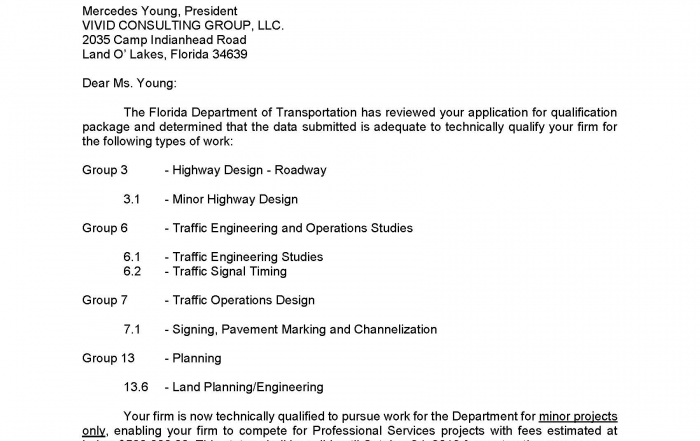 Mercedes Young, President
VIVID CONSULTING GROUP, LLC.
2035 Camp Indianhead Road
Land O' Lakes, Florida 34639
Dear Ms. Young:
The Florida Department of Transportation has reviewed your application for qualification
package and determined that the data submitted is adequate to technically qualify your firm for
the following types of work:
Group 3 - Highway Design - Roadway
3.1 - Minor Highway Design
Group 6 - Traffic Engineering and Operations Studies
6.1 - Traffic Engineering Studies
6.2 - Traffic Signal Timing
Group 7 - Traffic Operations Design
7.1 - Signing, Pavement Marking and Channelization
Group 13 - Planning
13.6 - Land Planning/Engineering
Your firm is now technically qualified to pursue work for the Department for minor projects
only, enabling your firm to compete for Professional Services projects with fees estimated at